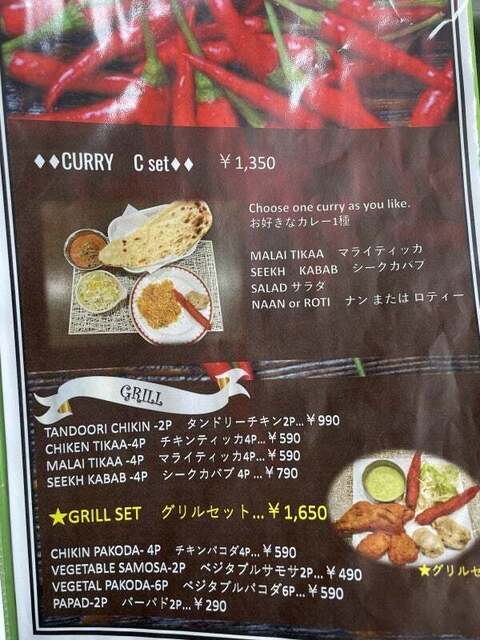 ♦♦CURRY C set♦♦ ￥1,350
Choose one curry as you like.
お好きなカレー1種
MALAI TIKAA マライティッカ
SEEKH KABAB シークカバブ
SALAD サラダ
NAAN or ROTI ナン または ロティー
GRILL
TANDOORI CHIKIN -2P タンドリーチキン2P...￥990
CHIKEN TIKAA-4P チキンティッカ4P...￥590
MALAI TIKAA -4P マライティッカ4P...￥590
SEEKH KABAB -4P シークカバブ 4P...￥790
★GRILL SET グリルセット...￥1,650
★グリルセ
CHIKIN PAKODA- 4P チキンパコダ4P...￥590
VEGETABLE SAMOSA-2P ベジタブルサモサ2P...￥490
VEGETAL PAKODA-6P ベジタブルパコダ6P...￥590
PAPAD-2P パーパド2P...￥290